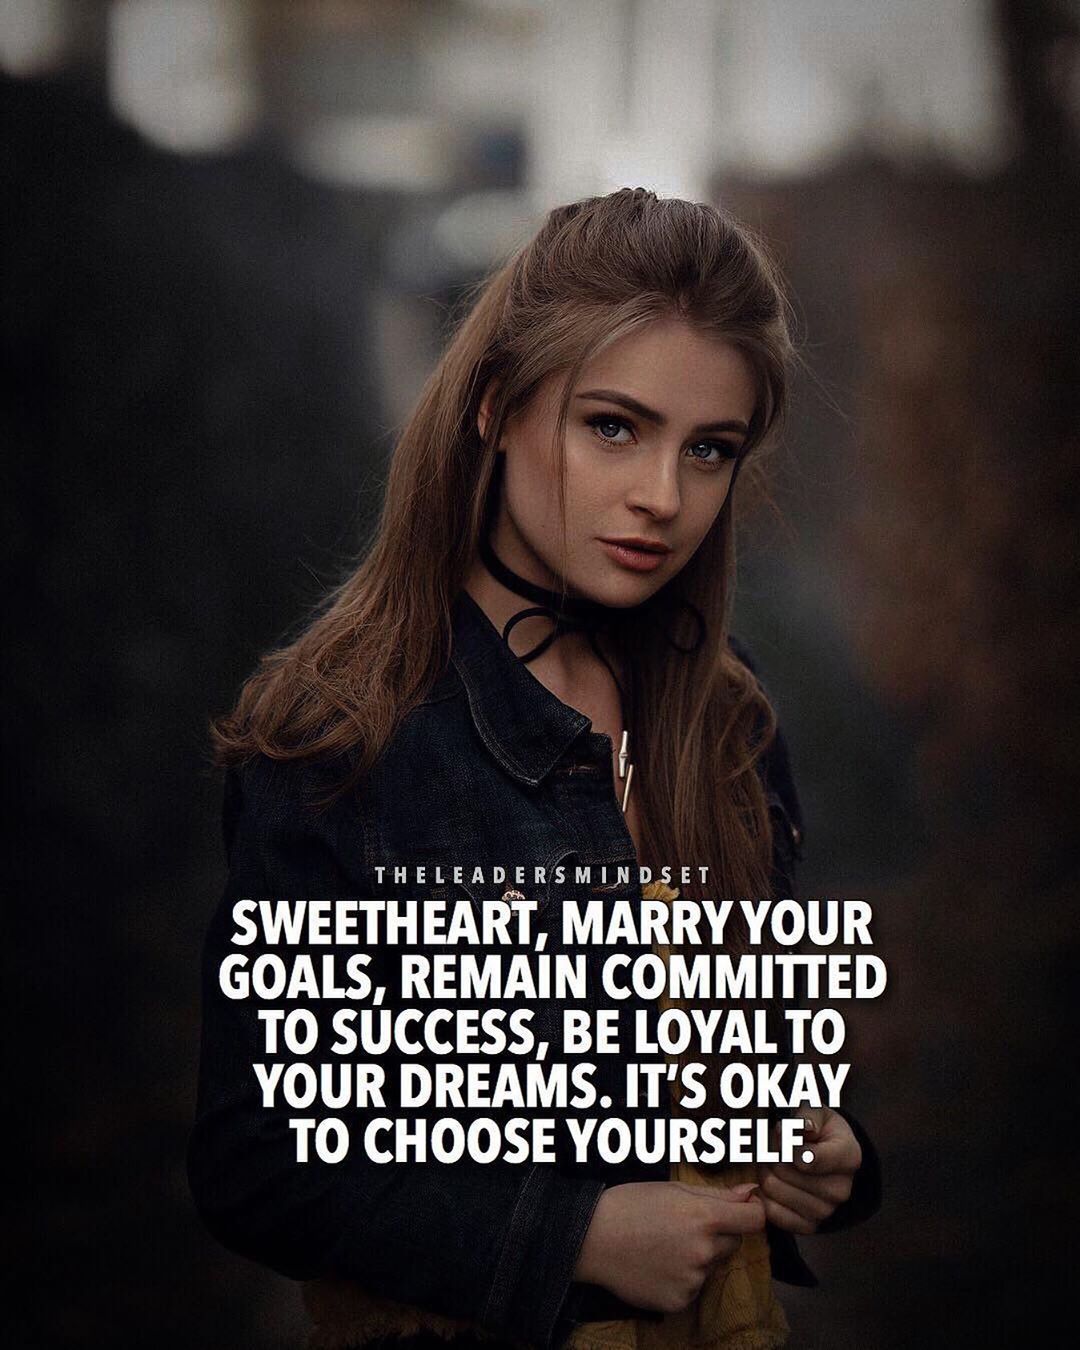 THELEADERSMINDSET
SWEETHEART, MARRY YOUR
GOALS, REMAIN COMMITTED
TO SUCCESS, BE LOYAL TO
YOUR DREAMS. IT'S OKAY
TO CHOOSE YOURSELF.